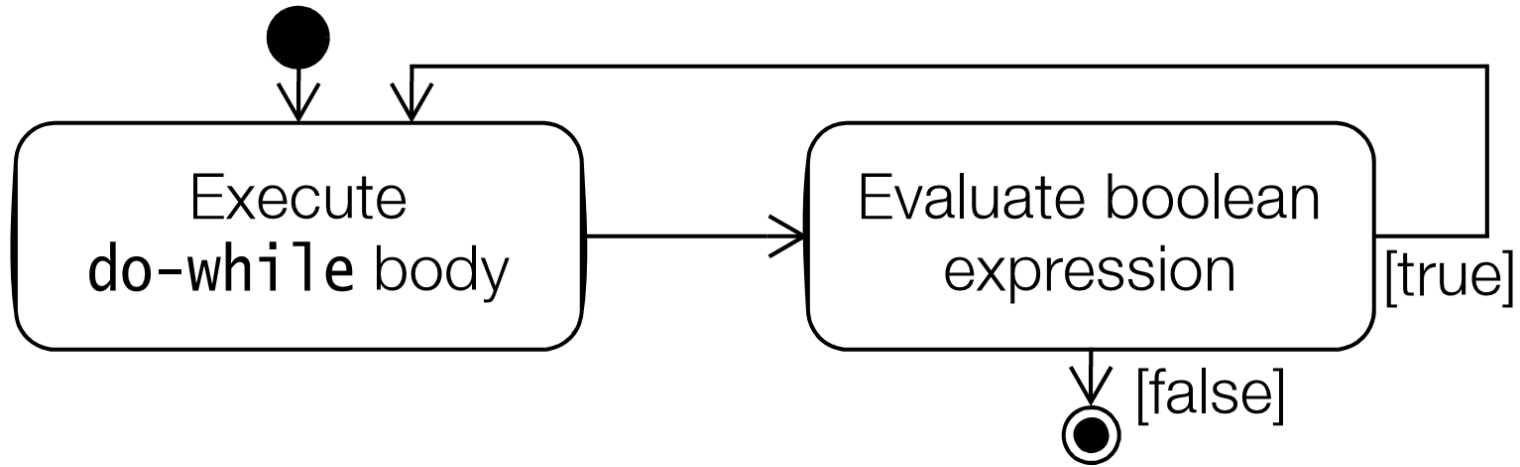 Execute
do-while body
Evaluate boolean
expression
[true]
[false]